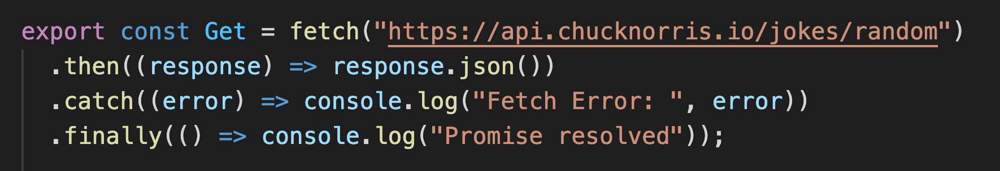 export const Get = fetch("https://api.chucknorris.io/jokes/random")
.then((response) => response.json())
.catch((error) => console.log("Fetch Error: ", error))
.finally(() => console.log("Promise resolved"));